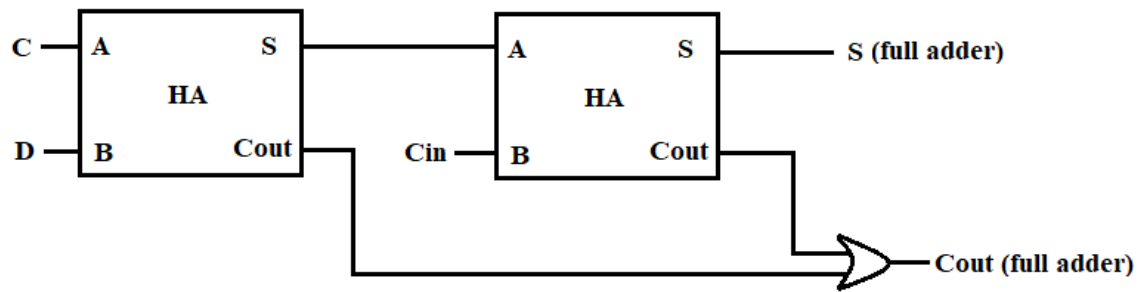 C
A
S
HA
D
B
Cout
A
S
HA
Cin
B
Cout
S (full adder)
Cout (full adder)